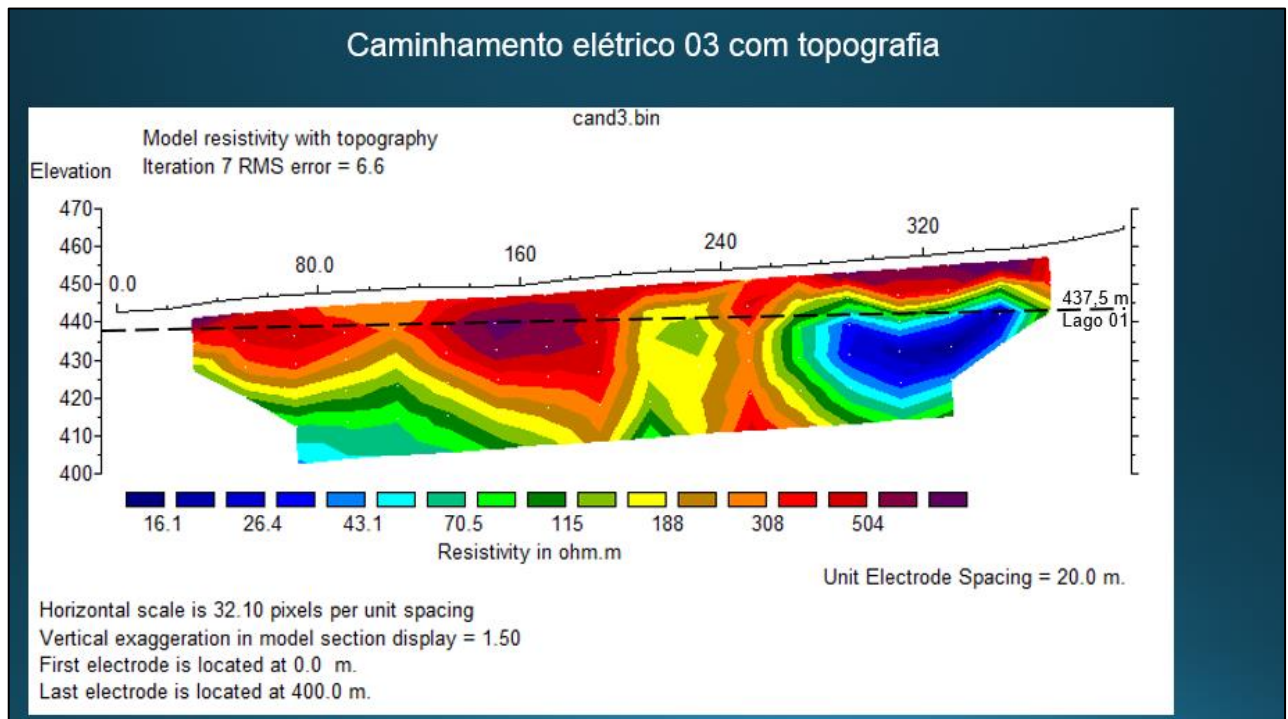 Caminhamento elétrico 03 com topografia
cand3.bin
Model resistivity with topography
Iteration 7 RMS error = 6.6
Elevation
470
460
450
440
430
420
410
400
0.0 80.0 160 240 320
437,5 m
Lago 01
16.1 26.4 43.1 70.5 115 188 308 504
Resistivity in ohm.m
Unit Electrode Spacing = 20.0 m.
Horizontal scale is 32.10 pixels per unit spacing
Vertical exaggeration in model section display = 1.50
First electrode is located at 0.0 m.
Last electrode is located at 400.0 m.